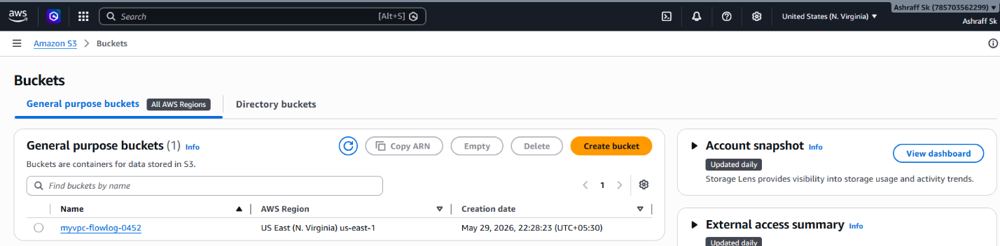 aws Search [Alt+S] United States (N. Virginia) ▼ Ashraff Sk (785703562299) ▼
Ashraff Sk
Amazon S3 > Buckets
Buckets
General purpose buckets All AWS Regions Directory buckets
General purpose buckets (1) Info Copy ARN Empty Delete Create bucket
Buckets are containers for data stored in S3.
Find buckets by name 1
Name AWS Region Creation date
myvpc-flowlog-0452 US East (N. Virginia) us-east-1 May 29, 2026, 22:28:23 (UTC+05:30)
Account snapshot Info View dashboard
Updated daily
Storage Lens provides visibility into storage usage and activity trends.
External access summary Info
Updated daily